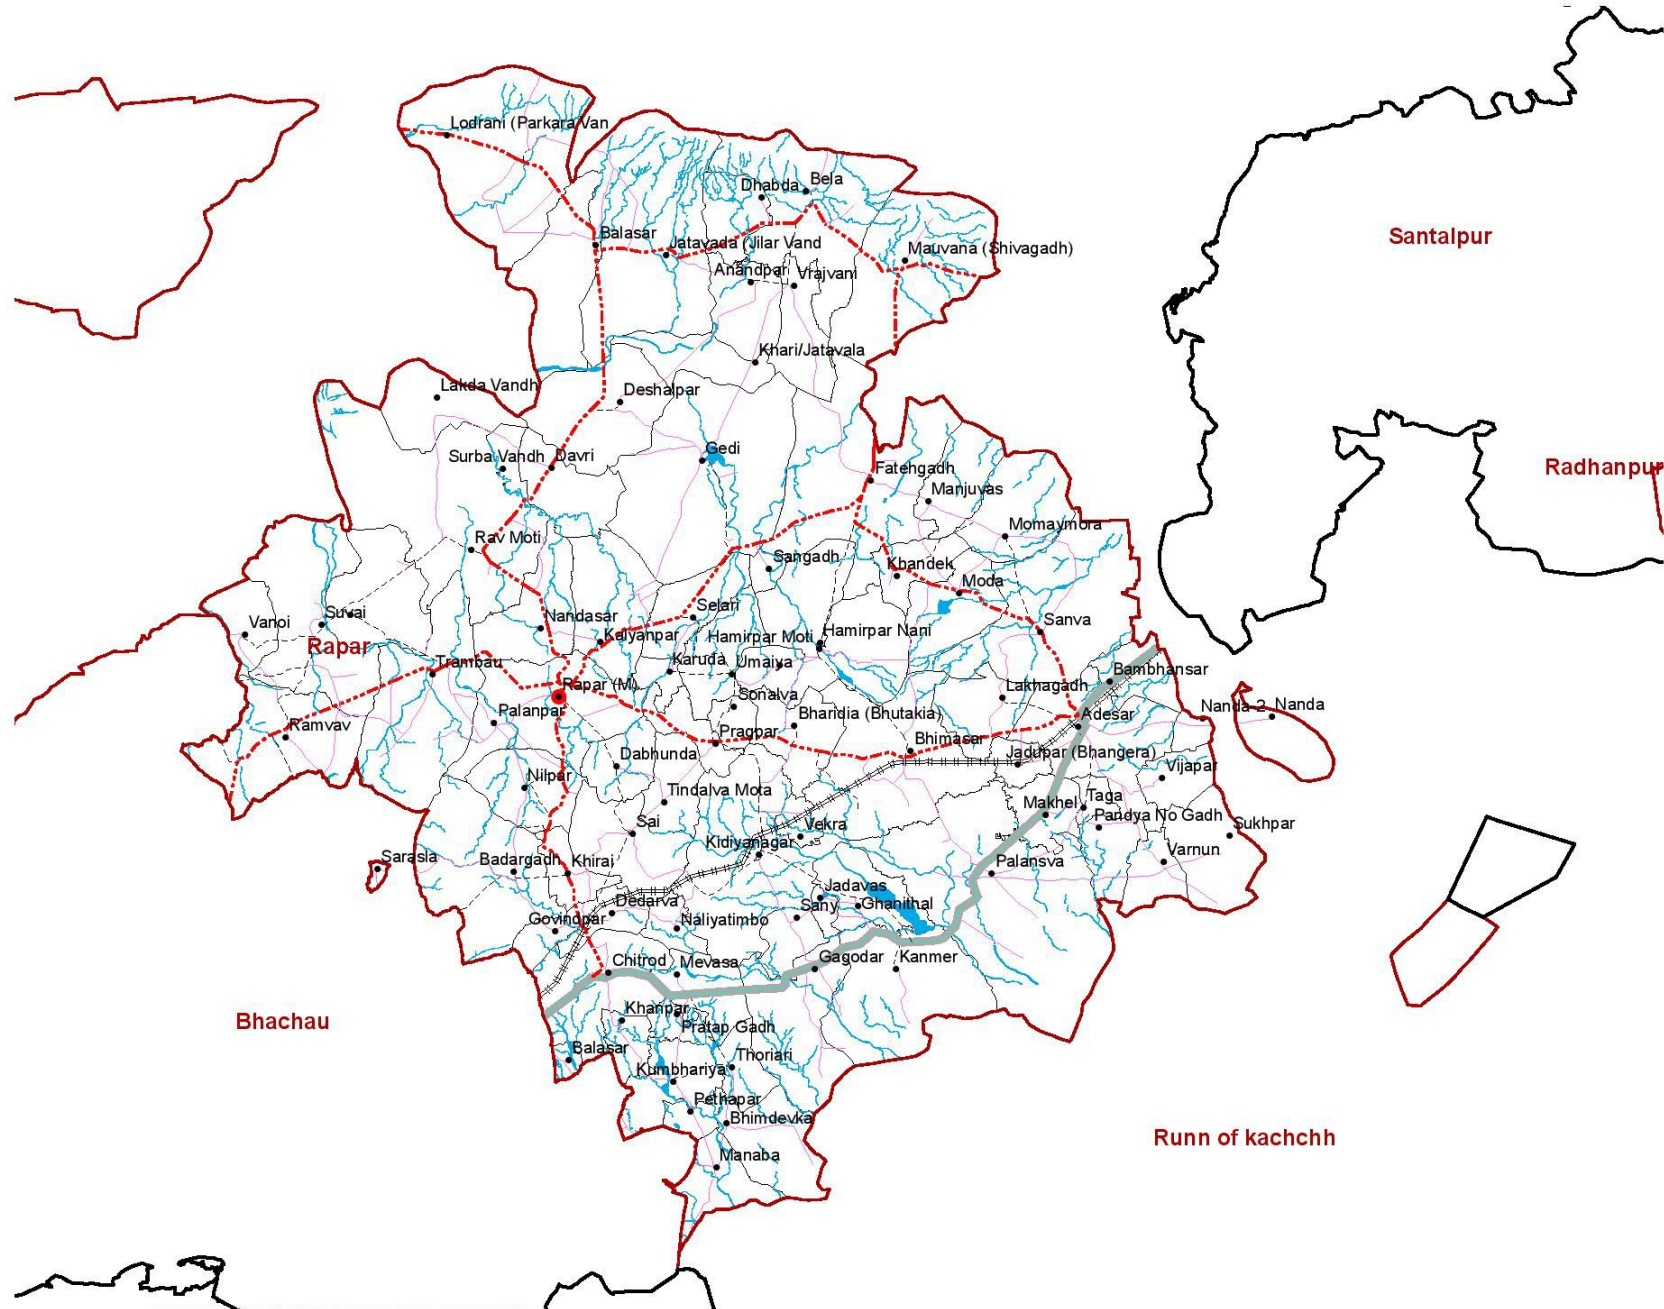 Lodrani (Parkara Van
Dhabda
Bela
Santalpur
Balasar
Jatavada (Jilar Vand
Mauvana (Shivagadh)
Anandpar
Vrajvani
Khari/Jatavala
Lakda Vandh
Deshalpar
Surba Vandh
Davri
Gedi
Fatehgadh
Radhanpur
Manjuvas
Rav Moti
Momaymora
Sangadh
Khandek
Moda
Vanoi
Suvai
Nandasar
Selari
Sanva
Rapar
Kalyanpar
Hamirpar Moti
Hamirpar Nani
Trambau
Karuda
Umaiya
Bambhansar
Rapar (M)
Sonalva
Lakhagadh
Ramvav
Palanpar
Pragpar
Bharidia (Bhutakia)
Adesar
Nanda-2
Nanda
Bhimasar
Dabhunda
Jadupar (Bhangera)
Nilpar
Vijapar
Tindalva Mota
Makhel
Taga
Sai
Vekra
Pandya No Gadh
Sukhpar
Kidiyanagar
Sarasla
Badargadh
Khirai
Palansva
Varnun
Jadavas
Dedarva
Sany
Ghanithal
Govindpar
Naliyatimbo
Chitrod
Mevasa
Gagodar
Kanmer
Bhachau
Khanpar
Pratap Gadh
Balasar
Thoriari
Kumbhariya
Pethapar
Bhimdevka
Runn of kachchh
Manaba